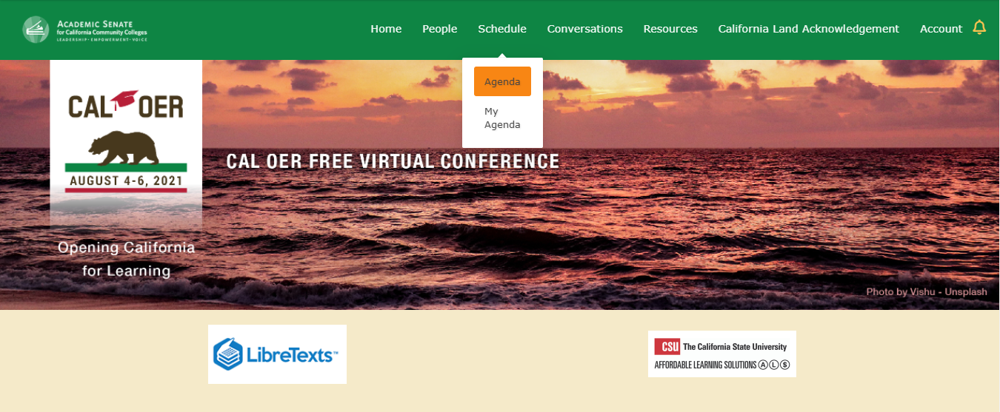 ACADEMIC SENATE
for California Community Colleges
LEADERSHIP • EMPOWERMENT • VOICE
Home People Schedule Conversations Resources California Land Acknowledgement Account
Agenda
My
Agenda
CAL OER
AUGUST 4-6, 2021
CAL OER FREE VIRTUAL CONFERENCE
Opening California
for Learning
Photo by Vishu - Unsplash
LibreTexts™
CSU The California State University
AFFORDABLE LEARNING SOLUTIONS A L $